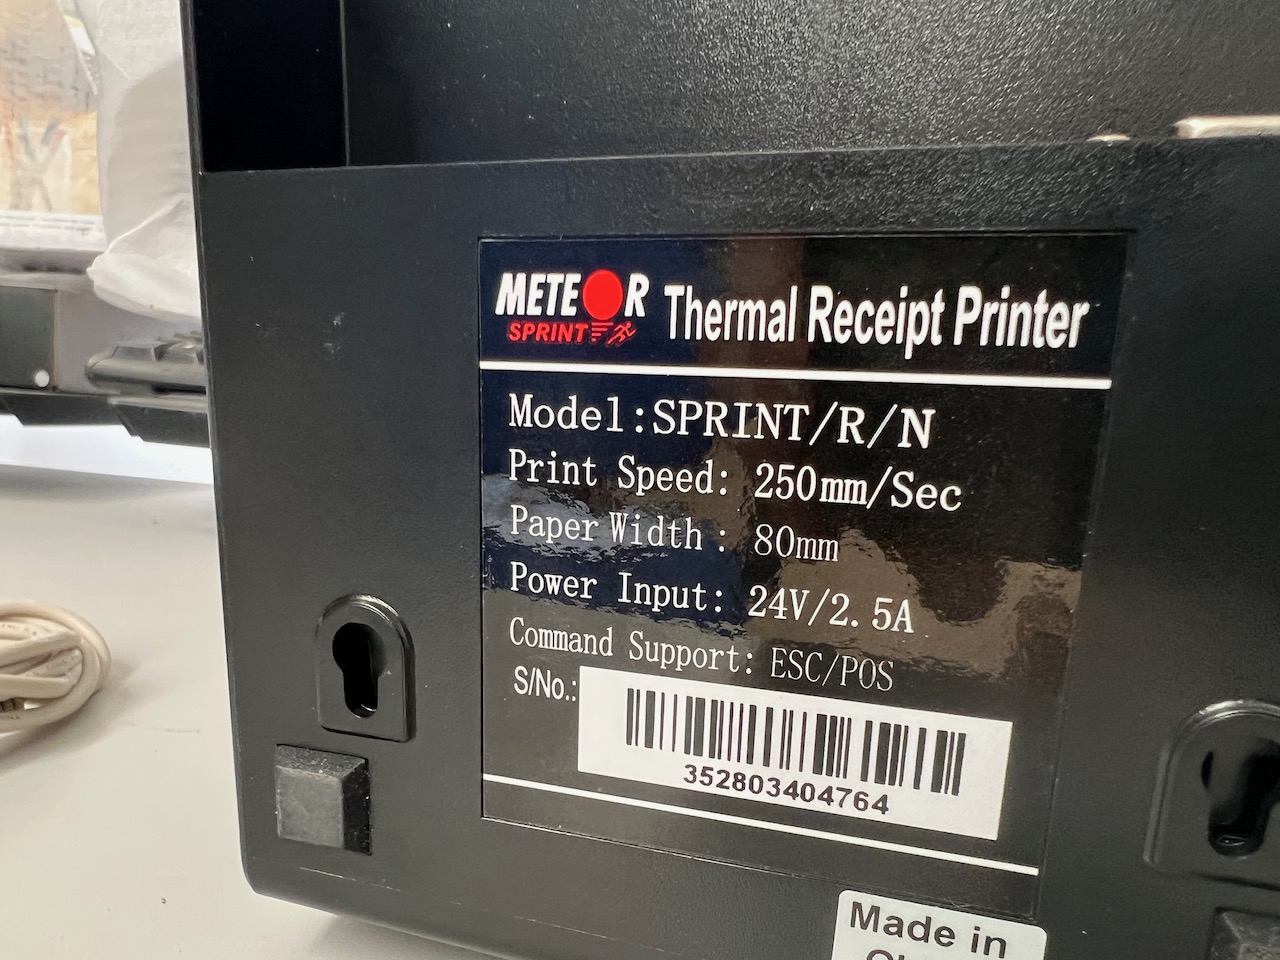 METEOR
SPRINT
Thermal Receipt Printer
Model:SPRINT/R/N
Print Speed: 250mm/Sec
Paper Width : 80mm
Power Input: 24V/2.5A
Command Support: ESC/POS
S/No.:
352803404764
Made in